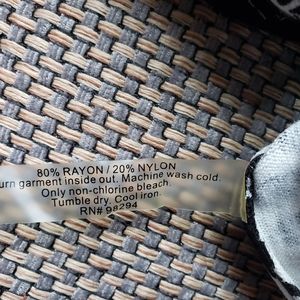 80% RAYON / 20% NYLON
urn garment inside out. Machine wash cold.
Only non-chlorine bleach.
Tumble dry. Cool iron.
RN# 98294